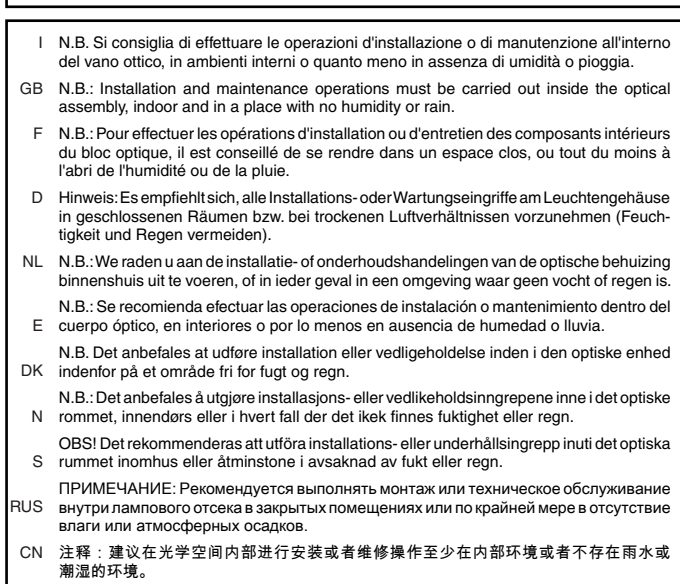 I N.B. Si consiglia di effettuare le operazioni d'installazione o di manutenzione all'interno
del vano ottico, in ambienti interni o quanto meno in assenza di umidità o pioggia.
GB N.B.: Installation and maintenance operations must be carried out inside the optical
assembly, indoor and in a place with no humidity or rain.
F N.B.: Pour effectuer les opérations d'installation ou d'entretien des composants intérieurs
du bloc optique, il est conseillé de se rendre dans un espace clos, ou tout du moins à
l'abri de l'humidité ou de la pluie.
D Hinweis: Es empfiehlt sich, alle Installations- oder Wartungseingriffe am Leuchtengehäuse
in geschlossenen Räumen bzw. bei trockenen Luftverhältnissen vorzunehmen (Feuch-
tigkeit und Regen vermeiden).
NL N.B.: We raden u aan de installatie- of onderhoudshandelingen van de optische behuizing
binnenshuis uit te voeren, of in ieder geval in een omgeving waar geen vocht of regen is.
N.B.: Se recomienda efectuar las operaciones de instalación o mantenimiento dentro del
E cuerpo óptico, en interiores o por lo menos en ausencia de humedad o lluvia.
N.B. Det anbefales at udføre installation eller vedligeholdelse inden i den optiske enhed
DK indenfor på et område fri for fugt og regn.
N.B.: Det anbefales å utgjøre installasjons- eller vedlikeholdsinngrepene inne i det optiske
N rommet, innendørs eller i hvert fall der det ikek finnes fuktighet eller regn.
OBS! Det rekommenderas att utföra installations- eller underhållsingrepp inuti det optiska
S rummet inomhus eller åtminstone i avsaknad av fukt eller regn.
ПРИМЕЧАНИЕ: Рекомендуется выполнять монтаж или техническое обслуживание
RUS внутри лампового отсека в закрытых помещениях или по крайней мере в отсутствие
влаги или атмосферных осадков.
CN 注释：建议在光学空间内部进行安装或者维修操作至少在内部环境或者不存在雨水或
潮湿的环境。